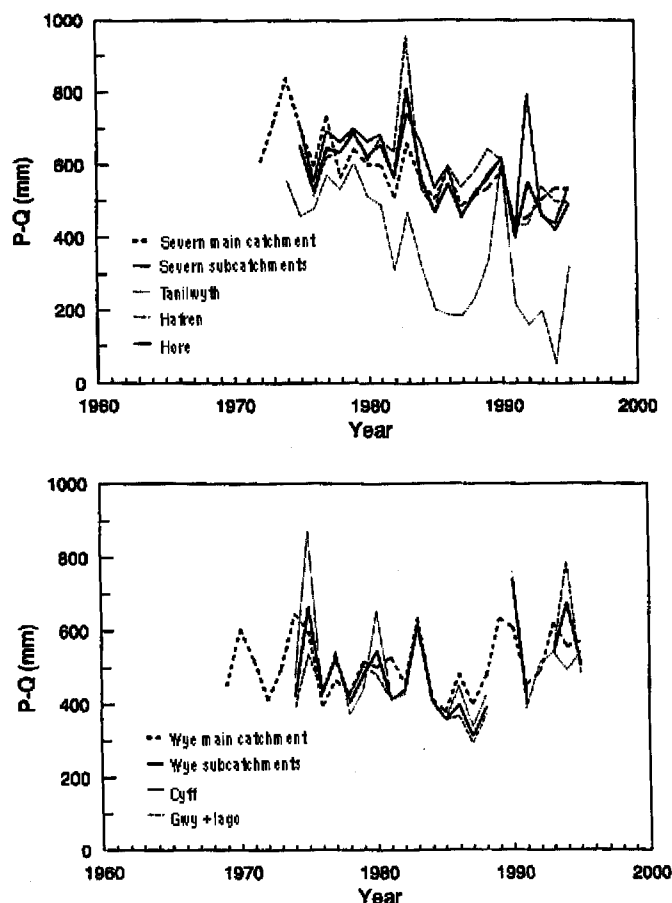 1000
800
600
400
200
0
P-Q (mm)
Severn main catchment
Severn subcatchments
Tanilwyth
Hafren
Hore
1960
1970
1980
1990
2000
Year
1000
800
600
400
200
0
P-Q (mm)
Wye main catchment
Wye subcatchments
Cyff
Gwy + Iago
1960
1970
1980
1990
2000
Year